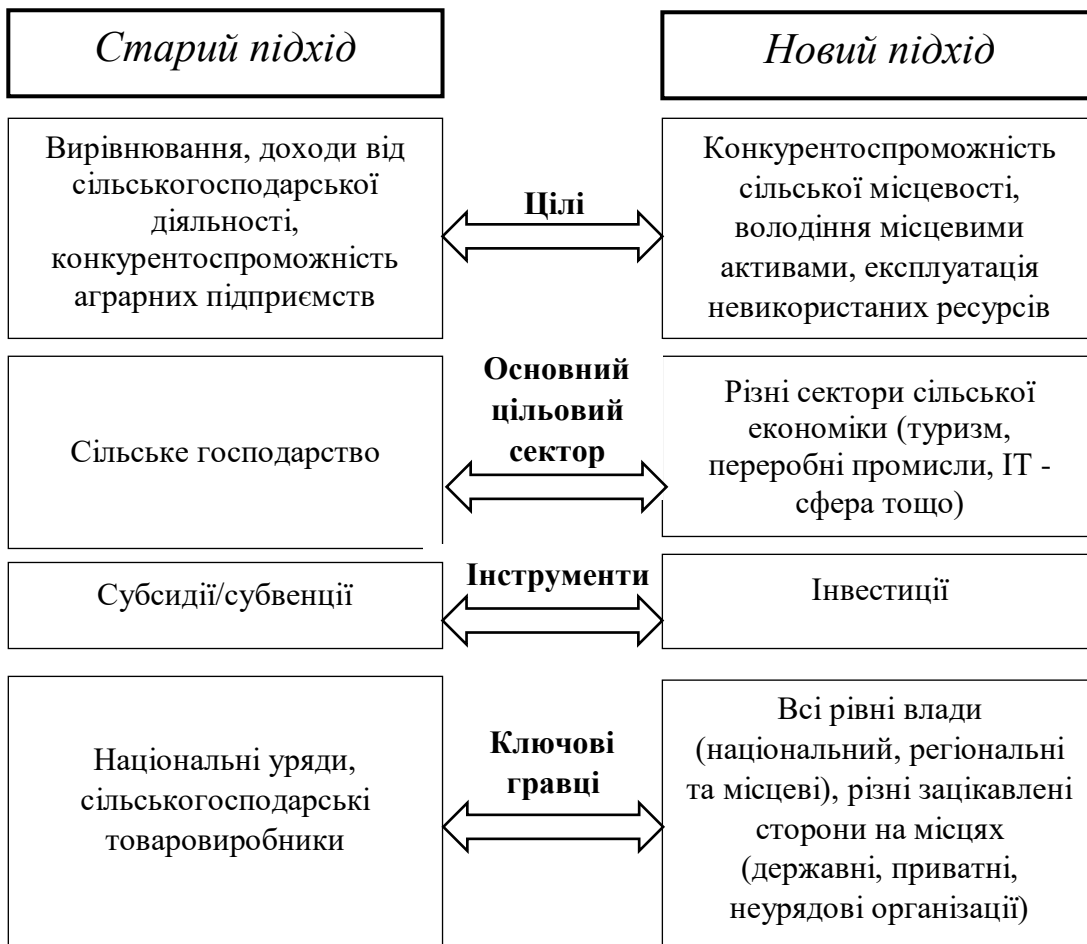 Старий підхід
Новий підхід
Вирівнювання, доходи від
сільськогосподарської
діяльності,
конкурентоспроможність
аграрних підприємств
Цілі
Конкурентоспроможність
сільської місцевості,
володіння місцевими
активами, експлуатація
невикористаних ресурсів
Сільське господарство
Основний
цільовий
сектор
Різні сектори сільської
економіки (туризм,
переробні промисли, ІТ -
сфера тощо)
Субсидії/субвенції
Інструменти
Інвестиції
Національні уряди,
сільськогосподарські
товаровиробники
Ключові
гравці
Всі рівні влади
(національний, регіональні
та місцеві), різні зацікавлені
сторони на місцях
(державні, приватні,
неурядові організації)